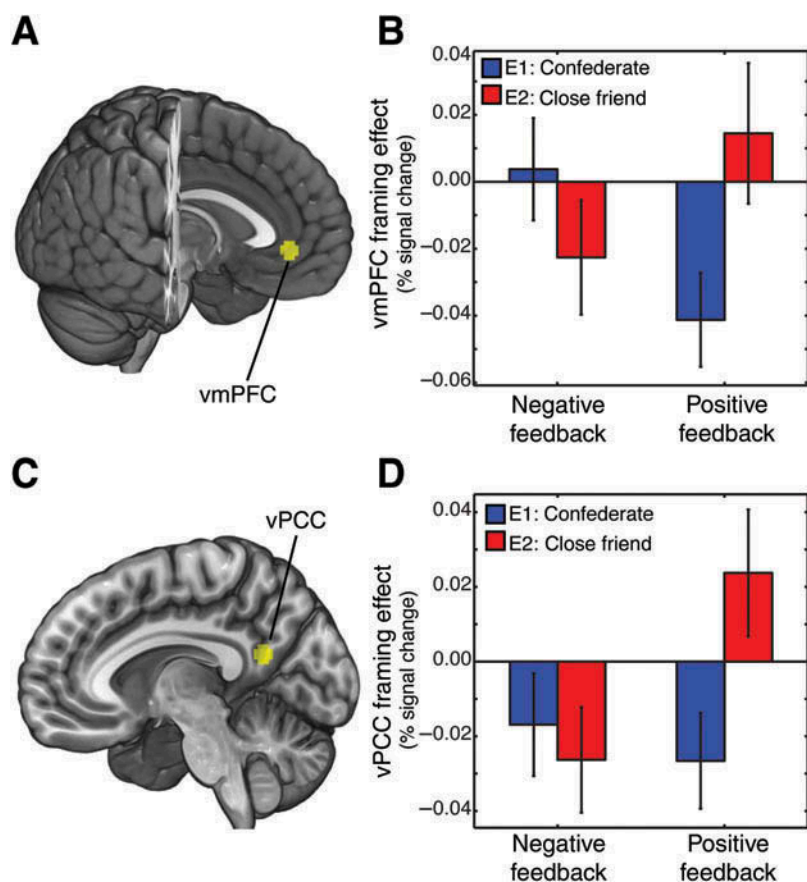 A
vmPFC
B
vmPFC framing effect
(% signal change)
0.04
0.02
0.00
−0.02
−0.04
−0.06
E1: Confederate
E2: Close friend
Negative
feedback
Positive
feedback
C
vPCC
D
vPCC framing effect
(% signal change)
0.04
0.02
0.00
−0.02
−0.04
E1: Confederate
E2: Close friend
Negative
feedback
Positive
feedback